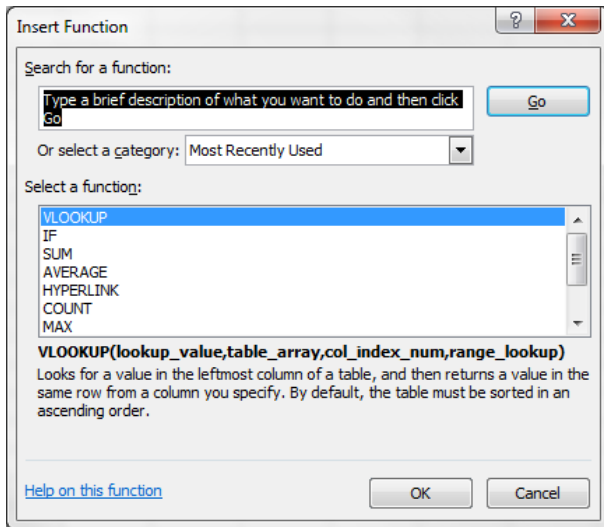 Insert Function
Search for a function:
Type a brief description of what you want to do and then click
Go
Go
Or select a category: Most Recently Used
Select a function:
VLOOKUP
IF
SUM
AVERAGE
HYPERLINK
COUNT
MAX
VLOOKUP(lookup_value,table_array,col_index_num,range_lookup)
Looks for a value in the leftmost column of a table, and then returns a value in the
same row from a column you specify. By default, the table must be sorted in an
ascending order.
Help on this function
OK
Cancel